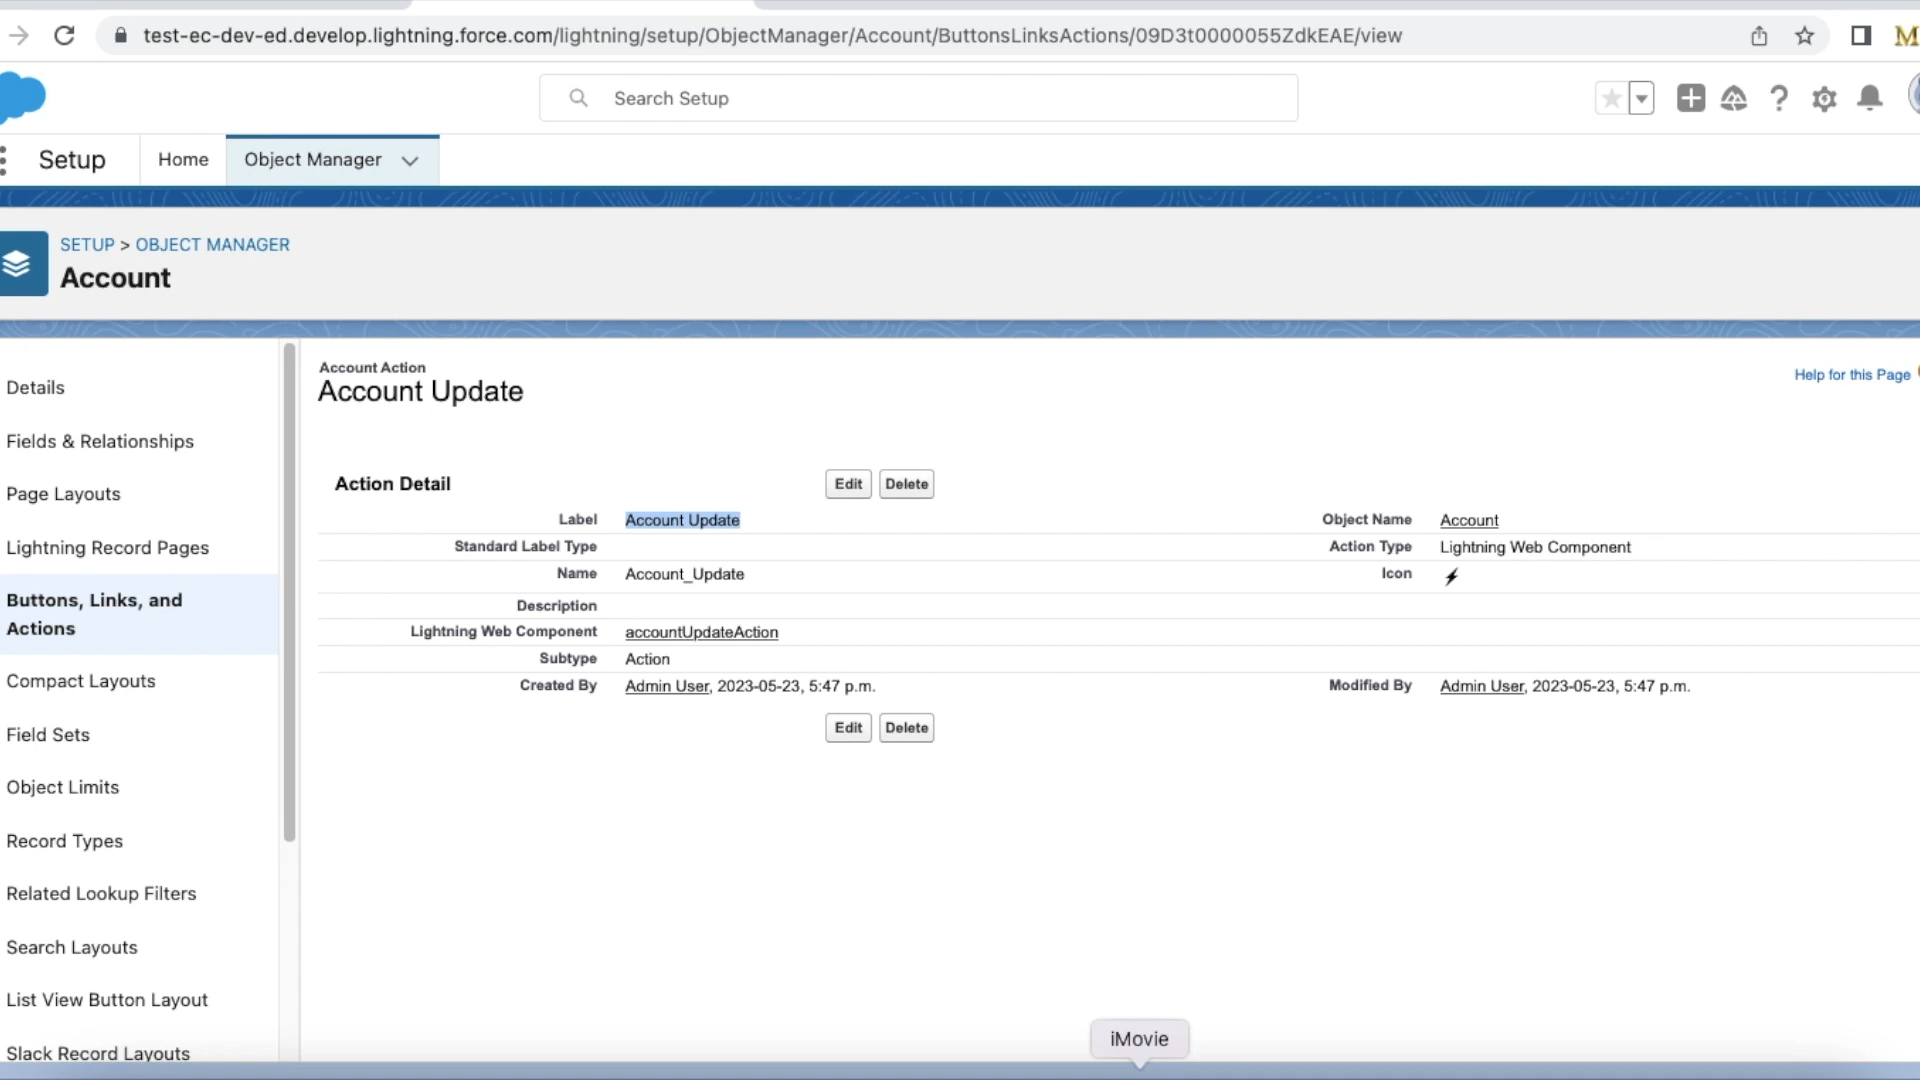 test-ec-dev-ed.develop.lightning.force.com/lightning/setup/ObjectManager/Account/ButtonsLinksActions/09D3t0000055ZdkEAE/view
M
Search Setup
Setup
Home
Object Manager
SETUP > OBJECT MANAGER
Account
Details
Fields & Relationships
Page Layouts
Lightning Record Pages
Buttons, Links, and
Actions
Compact Layouts
Field Sets
Object Limits
Record Types
Related Lookup Filters
Search Layouts
List View Button Layout
Slack Record Layouts
Account Action
Account Update
Help for this Page
Action Detail
Edit
Delete
Label
Account Update
Object Name
Account
Standard Label Type
Action Type
Lightning Web Component
Name
Account_Update
Icon
Description
Lightning Web Component
accountUpdateAction
Subtype
Action
Created By
Admin User, 2023-05-23, 5:47 p.m.
Modified By
Admin User, 2023-05-23, 5:47 p.m.
Edit
Delete
iMovie